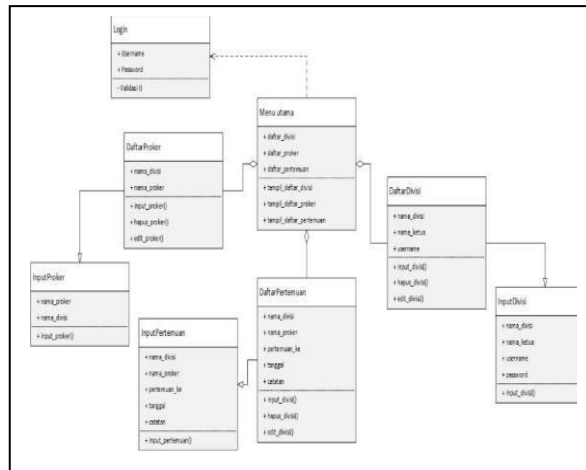 Login
+ Username
+ Password
- Validasi ()
Menu utama
+ daftar_divisi
+ daftar_proker
+ daftar_pertemuan
+ tampil_daftar_divisi
+ tampil_daftar_proker
+ tampil_daftar_pertemuan
DaftarProker
+ nama_divisi
+ nama_proker
+ input_proker()
+ hapus_proker()
+ edit_proker()
DaftarDivisi
+ nama_divisi
+ nama_ketua
+ username
+ input_divisi()
+ hapus_divisi()
+ edit_divisi()
InputProker
+ nama_proker
+ nama_divisi
+ input_proker()
DaftarPertemuan
+ nama_divisi
+ nama_proker
+ pertemuan_ke
+ tanggal
+ catatan
+ input_divisi()
+ hapus_divisi()
+ edit_divisi()
InputDivisi
+ nama_divisi
+ nama_ketua
+ username
+ password
+ input_divisi()
InputPertemuan
+ nama_divisi
+ nama_proker
+ pertemuan_ke
+ tanggal
+ catatan
+ input_pertemuan()